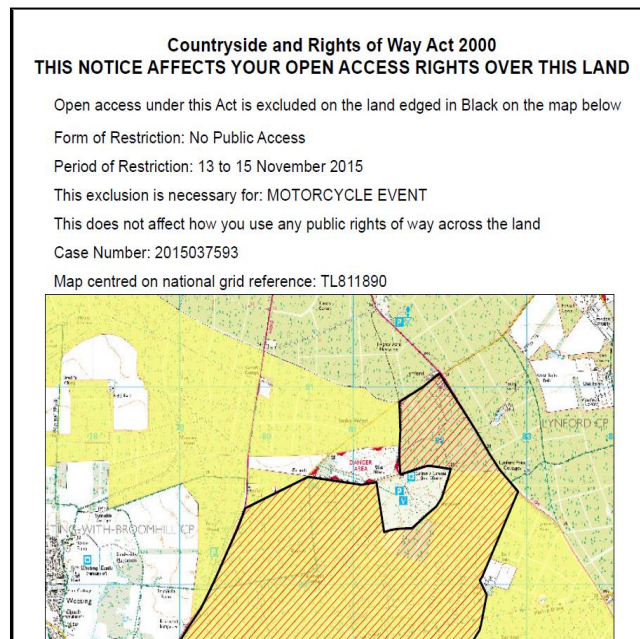 Countryside and Rights of Way Act 2000
THIS NOTICE AFFECTS YOUR OPEN ACCESS RIGHTS OVER THIS LAND
Open access under this Act is excluded on the land edged in Black on the map below
Form of Restriction: No Public Access
Period of Restriction: 13 to 15 November 2015
This exclusion is necessary for: MOTORCYCLE EVENT
This does not affect how you use any public rights of way across the land
Case Number: 2015037593
Map centred on national grid reference: TL811890
P
LYNFORD CP
DANGER
AREA
P
V
TING-WITH-BROOMHILL CP
Weeting